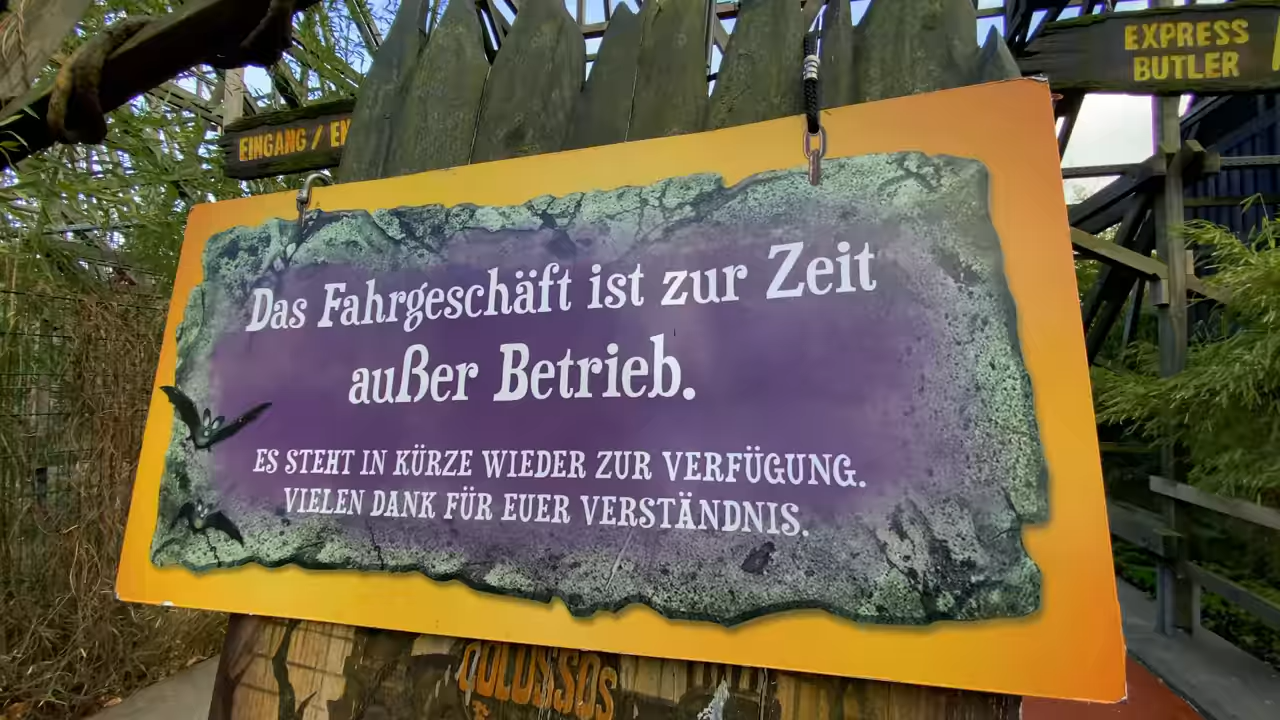 EXPRESS
BUTLER
EINGANG /
Das Fahrgeschäft ist zur Zeit
außer Betrieb.
ES STEHT IN KÜRZE WIEDER ZUR VERFÜGUNG.
VIELEN DANK FÜR EUER VERSTÄNDNIS.
COLOSSOS